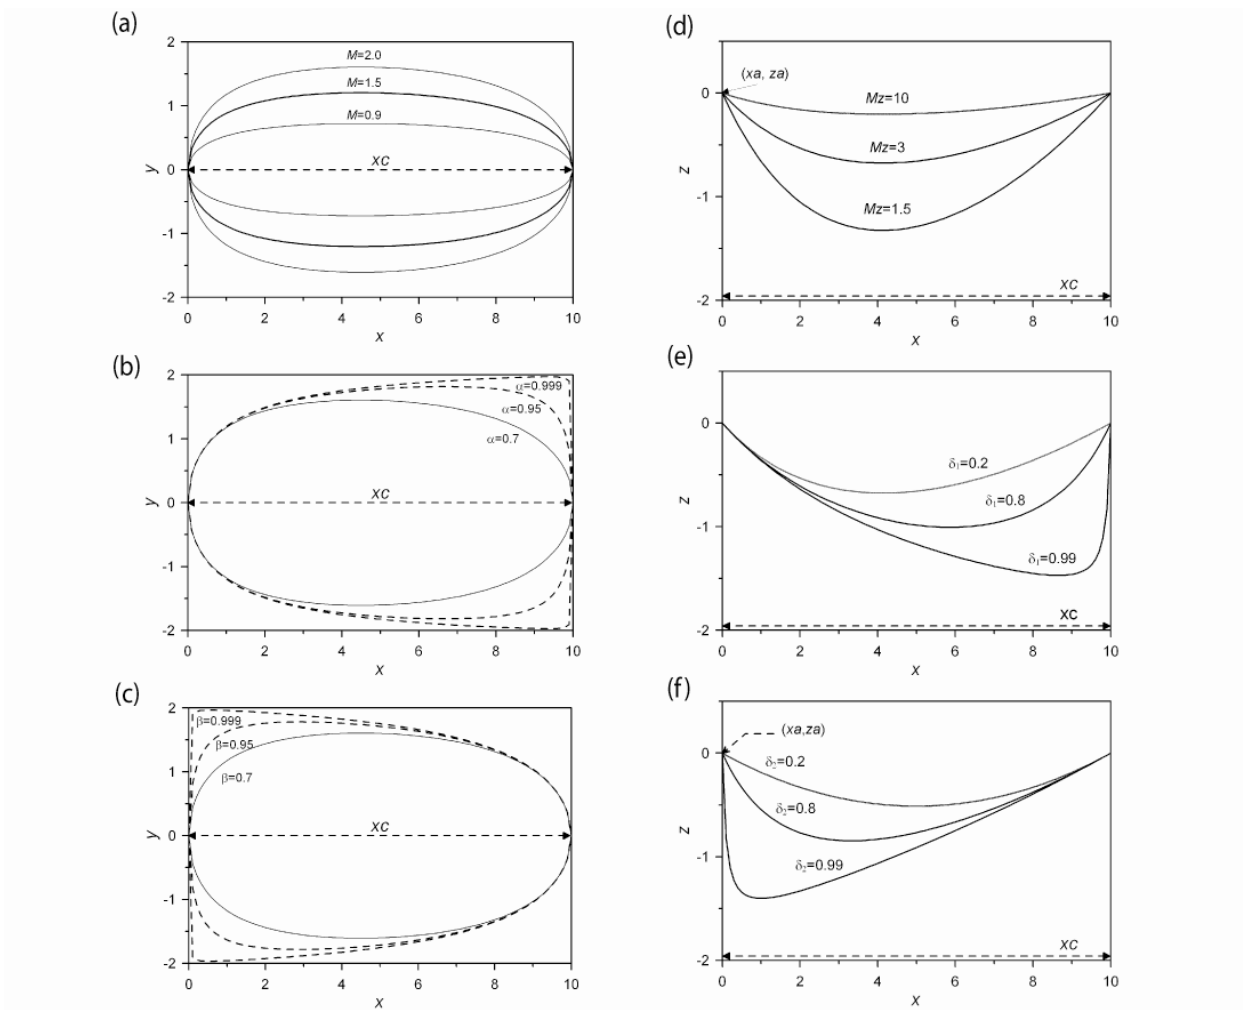 (a)
2
1
0
-1
-2
y
M=2.0
M=1.5
M=0.9
xc
0 2 4 6 8 10
x
(d)
0
-1
-2
z
(xa, za)
Mz=10
Mz=3
Mz=1.5
xc
0 2 4 6 8 10
x
(b)
2
1
0
-1
-2
y
α=0.999
α=0.95
α=0.7
xc
0 2 4 6 8 10
x
(e)
0
-1
-2
z
δ₁=0.2
δ₁=0.8
δ₁=0.99
xc
0 2 4 6 8 10
x
(c)
2
1
0
-1
-2
y
β=0.999
β=0.95
β=0.7
xc
0 2 4 6 8 10
x
(f)
0
-1
-2
z
(xa,za)
δ₂=0.2
δ₂=0.8
δ₂=0.99
xc
0 2 4 6 8 10
x